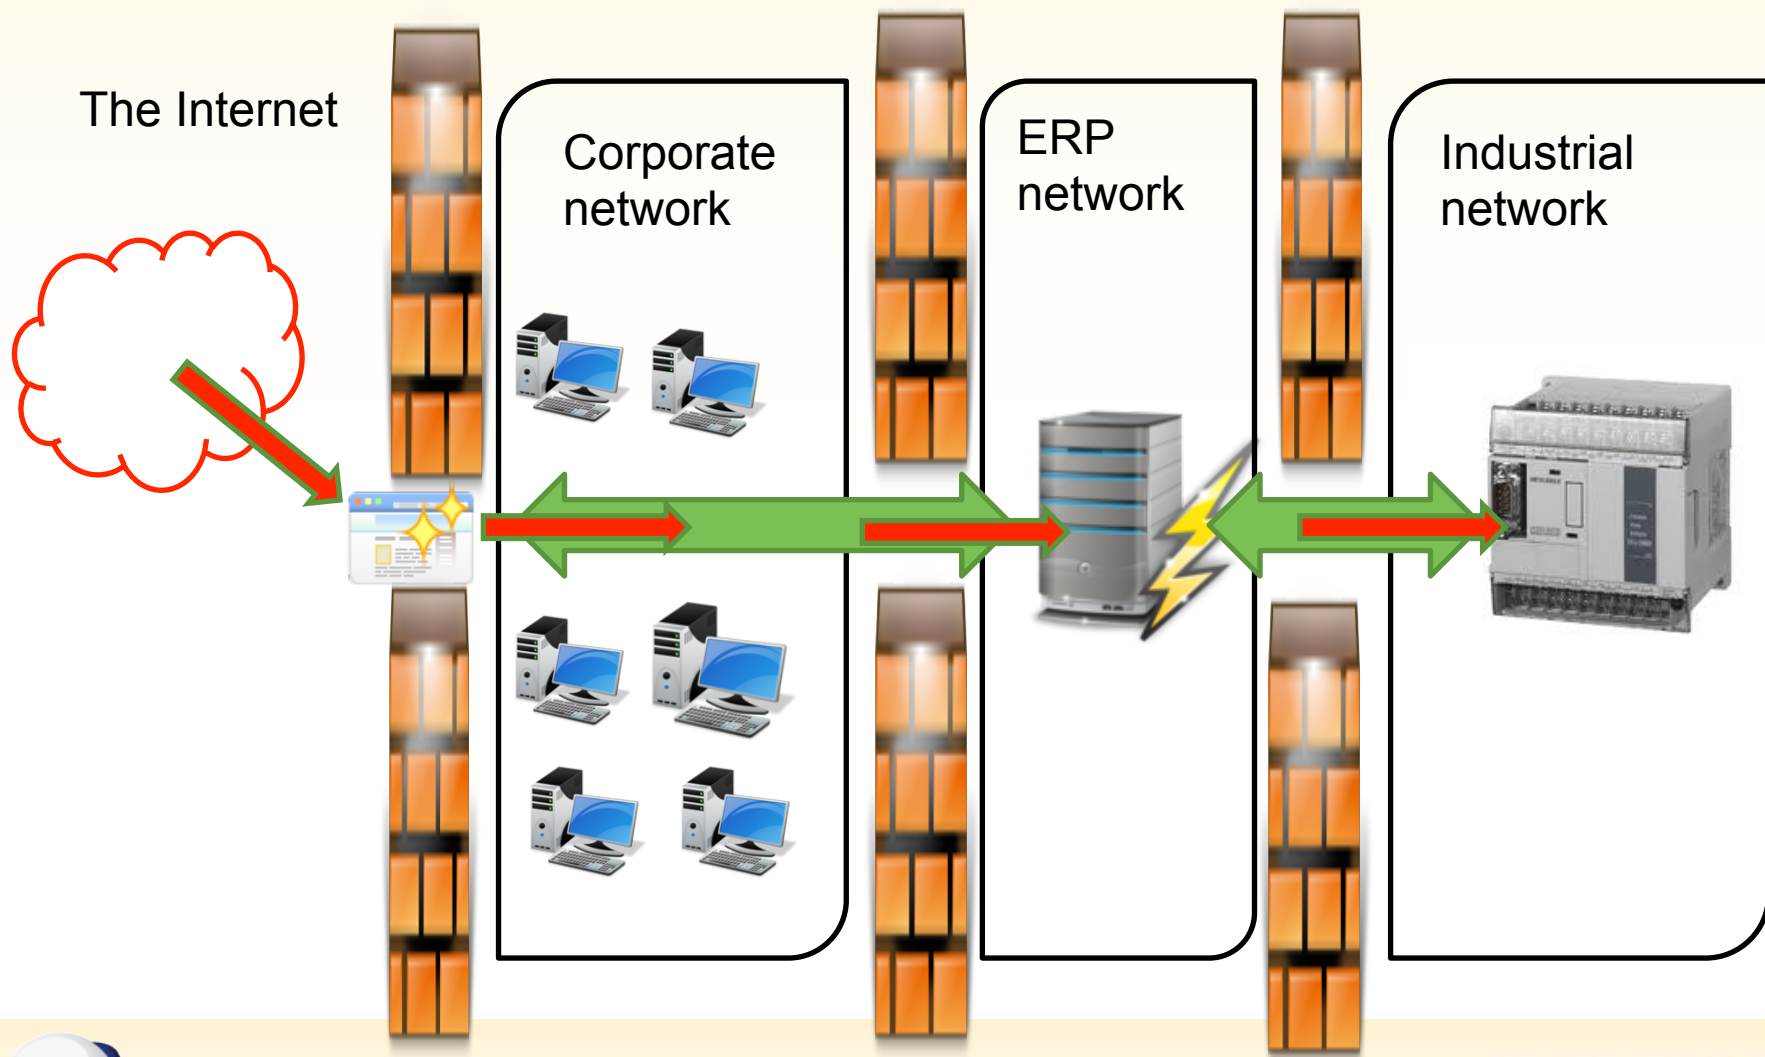 The Internet
Corporate
network
ERP
network
Industrial
network